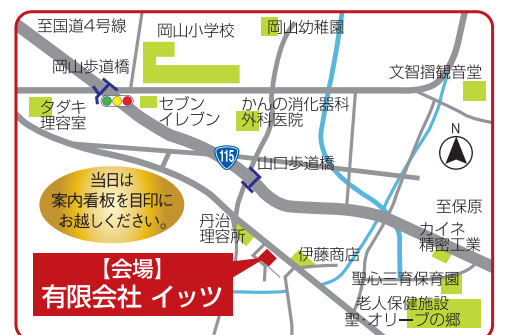 至国道4号線
岡山小学校
岡山幼稚園
岡山歩道橋
文智摺観音堂
タダキ
理容室
セブン
イレブン
かんの消化器科
外科医院
N
115
山口歩道橋
当日は
案内看板を目印に
お越しください。
至保原
丹治
理容所
カイネ
精密工業
伊藤商店
【会場】
有限会社 イッツ
聖心三育保育園
老人保健施設
聖・オリーブの郷